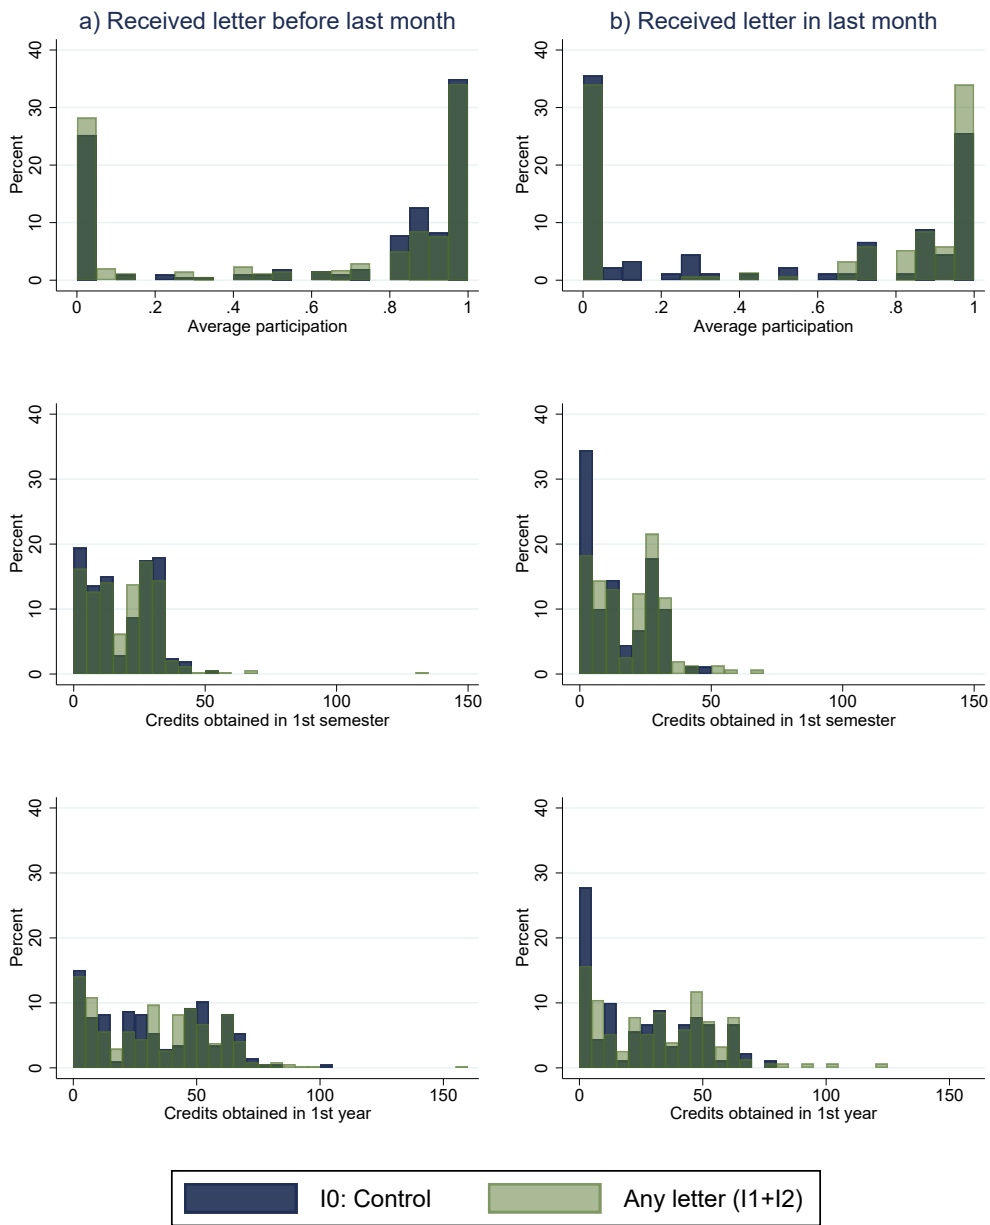 a) Received letter before last month
b) Received letter in last month
40
30
20
10
0
Percent
0 .2 .4 .6 .8 1
Average participation
40
30
20
10
0
Percent
0 .2 .4 .6 .8 1
Average participation
40
30
20
10
0
Percent
0 50 100 150
Credits obtained in 1st semester
40
30
20
10
0
Percent
0 50 100 150
Credits obtained in 1st semester
40
30
20
10
0
Percent
0 50 100 150
Credits obtained in 1st year
40
30
20
10
0
Percent
0 50 100 150
Credits obtained in 1st year
I0: Control
Any letter (I1+I2)